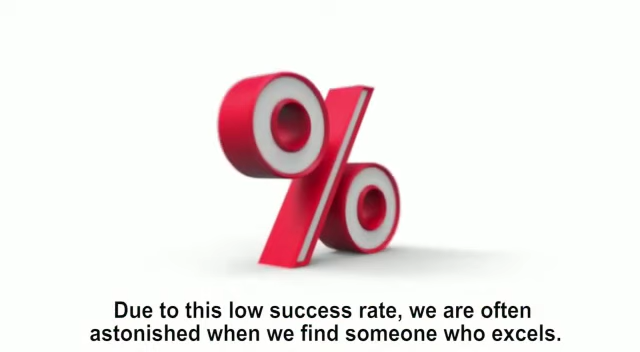 %
Due to this low success rate, we are often
astonished when we find someone who excels.